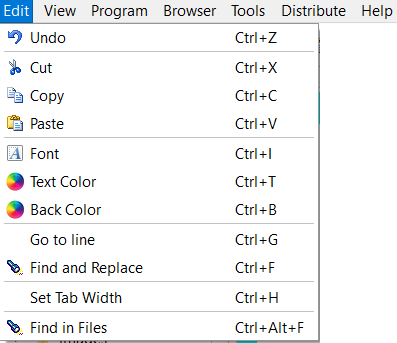 Edit View Program Browser Tools Distribute Help
Undo Ctrl+Z
Cut Ctrl+X
Copy Ctrl+C
Paste Ctrl+V
Font Ctrl+I
Text Color Ctrl+T
Back Color Ctrl+B
Go to line Ctrl+G
Find and Replace Ctrl+F
Set Tab Width Ctrl+H
Find in Files Ctrl+Alt+F